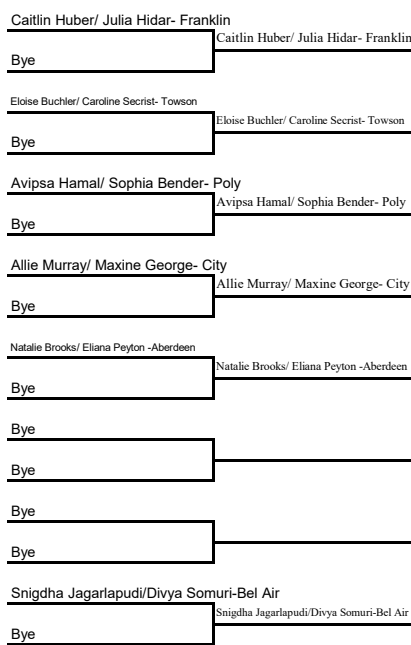 Caitlin Huber/ Julia Hidar- Franklin
Caitlin Huber/ Julia Hidar- Franklin
Bye
Eloise Buchler/ Caroline Secrist- Towson
Eloise Buchler/ Caroline Secrist- Towson
Bye
Avipsa Hamal/ Sophia Bender- Poly
Avipsa Hamal/ Sophia Bender- Poly
Bye
Allie Murray/ Maxine George- City
Allie Murray/ Maxine George- City
Bye
Natalie Brooks/ Eliana Peyton -Aberdeen
Natalie Brooks/ Eliana Peyton -Aberdeen
Bye
Bye
Bye
Bye
Bye
Snigdha Jagarlapudi/Divya Somuri-Bel Air
Snigdha Jagarlapudi/Divya Somuri-Bel Air
Bye